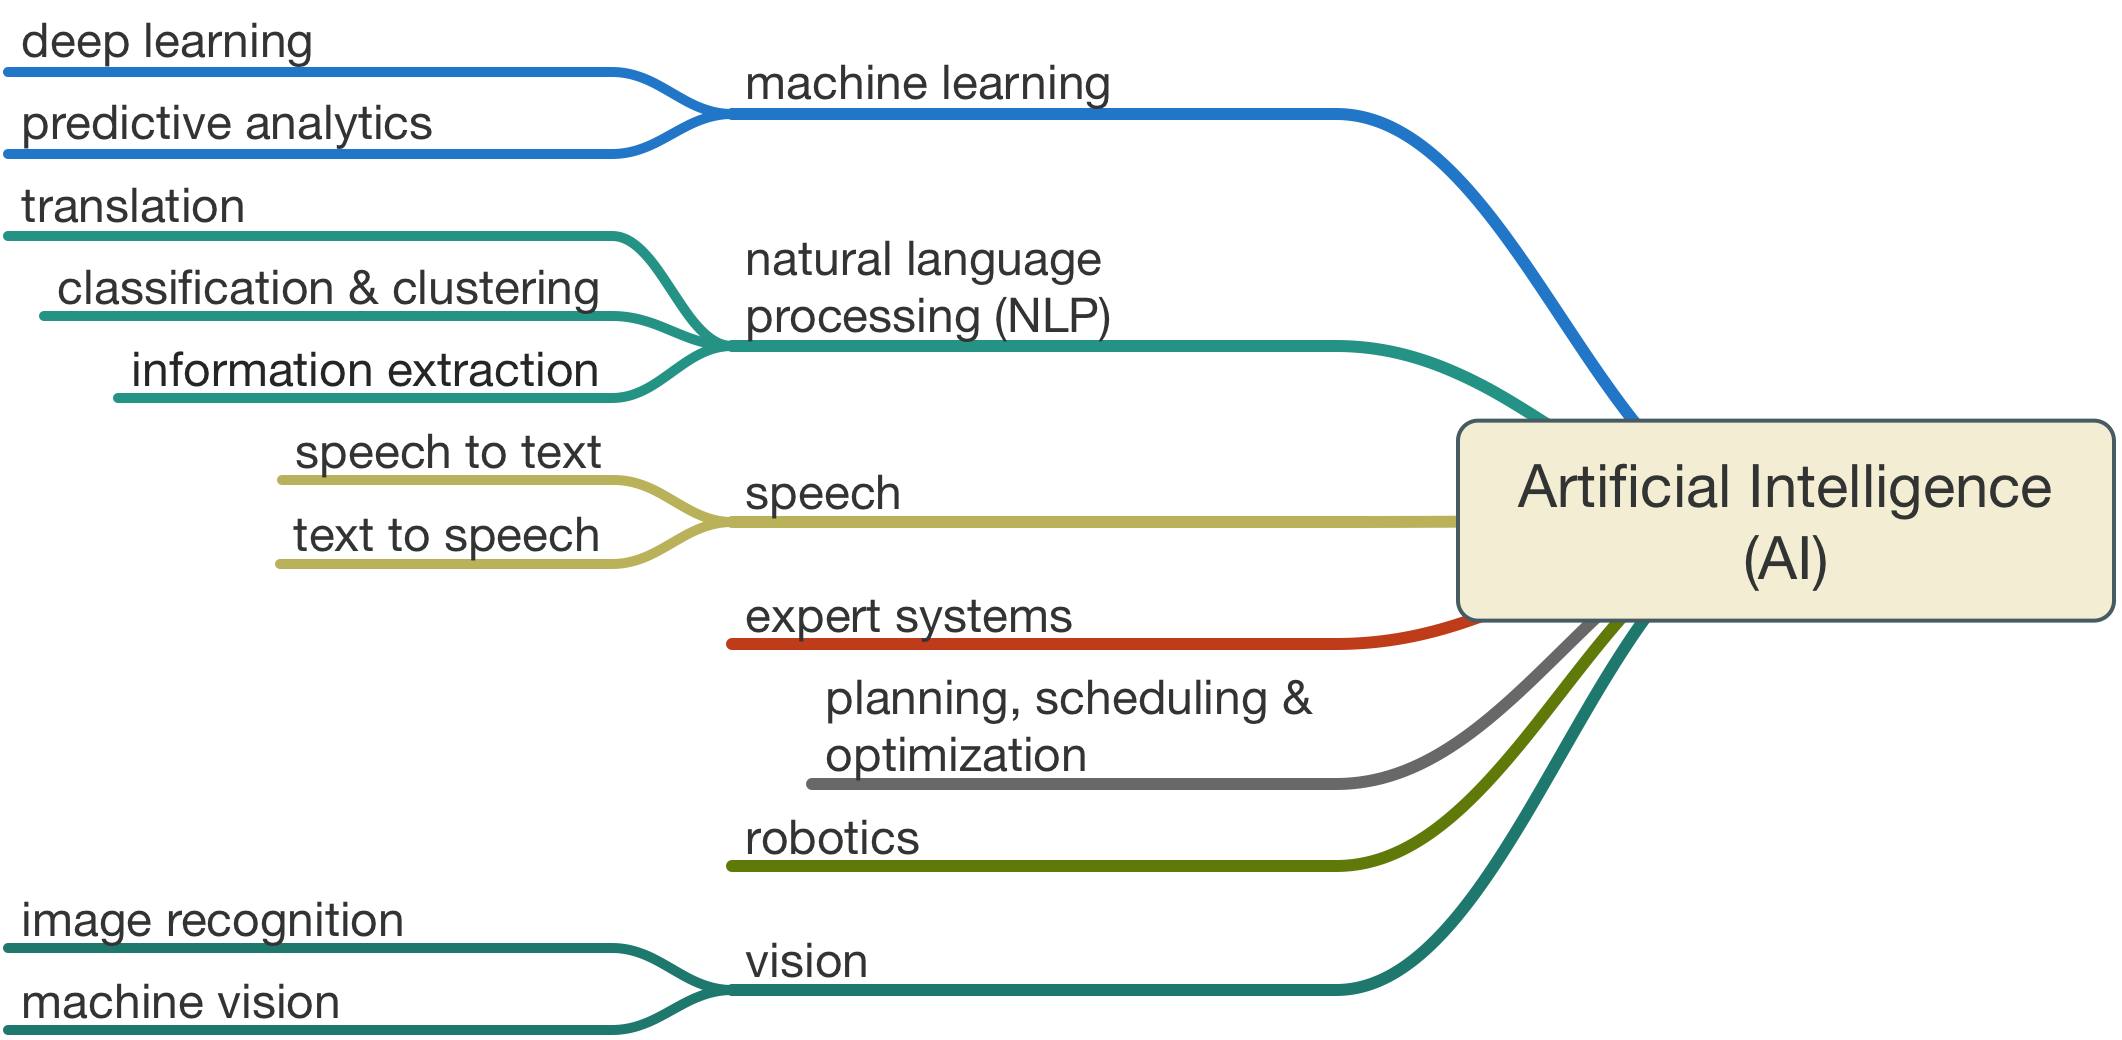 deep learning
machine learning
predictive analytics
translation
natural language
processing (NLP)
classification & clustering
information extraction
speech to text
speech
text to speech
Artificial Intelligence
(AI)
expert systems
planning, scheduling &
optimization
robotics
image recognition
vision
machine vision